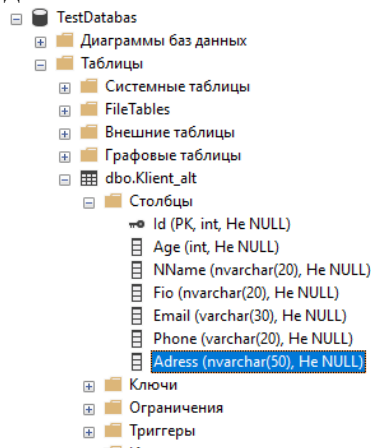 TestDatabas
Диаграммы баз данных
Таблицы
Системные таблицы
FileTables
Внешние таблицы
Графовые таблицы
dbo.Klient_alt
Столбцы
Id (PK, int, Не NULL)
Age (int, Не NULL)
NName (nvarchar(20), Не NULL)
Fio (nvarchar(20), Не NULL)
Email (varchar(30), Не NULL)
Phone (varchar(20), Не NULL)
Adress (nvarchar(50), Не NULL)
Ключи
Ограничения
Триггеры